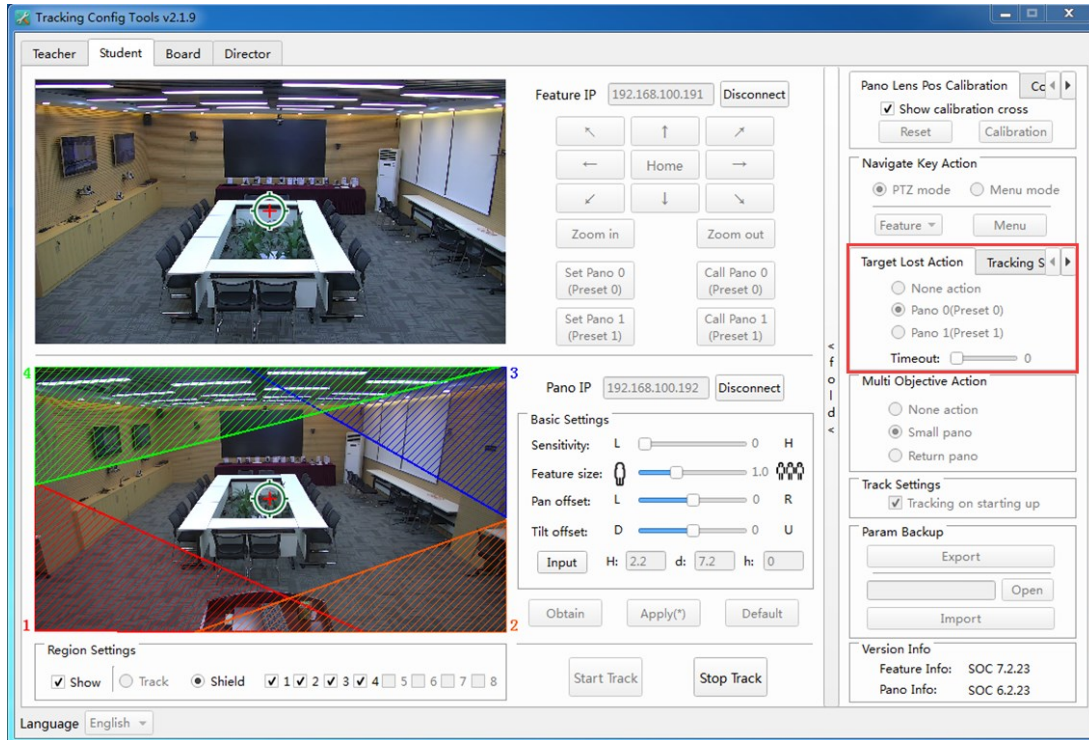 Tracking Config Tools v2.1.9
Teacher Student Board Director
Feature IP 192.168.100.191 Disconnect
↖ ↑ ↗
← Home →
↙ ↓ ↘
Zoom in Zoom out
Set Pano 0
(Preset 0)
Call Pano 0
(Preset 0)
Set Pano 1
(Preset 1)
Call Pano 1
(Preset 1)
4
3
1
2
Pano IP 192.168.100.192 Disconnect
Basic Settings
Sensitivity: L 0 H
Feature size: 1.0
Pan offset: L 0 R
Tilt offset: D 0 U
Input H: 2.2 d: 7.2 h: 0
Obtain Apply(*) Default
Region Settings
Show Track Shield 1 2 3 4 5 6 7 8
Start Track Stop Track
<
f
o
l
d
<
Pano Lens Pos Calibration
Show calibration cross
Reset Calibration
Navigate Key Action
PTZ mode Menu mode
Feature Menu
Target Lost Action Tracking S
None action
Pano 0(Preset 0)
Pano 1(Preset 1)
Timeout: 0
Multi Objective Action
None action
Small pano
Return pano
Track Settings
Tracking on starting up
Param Backup
Export
Open
Import
Version Info
Feature Info: SOC 7.2.23
Pano Info: SOC 6.2.23
Language English